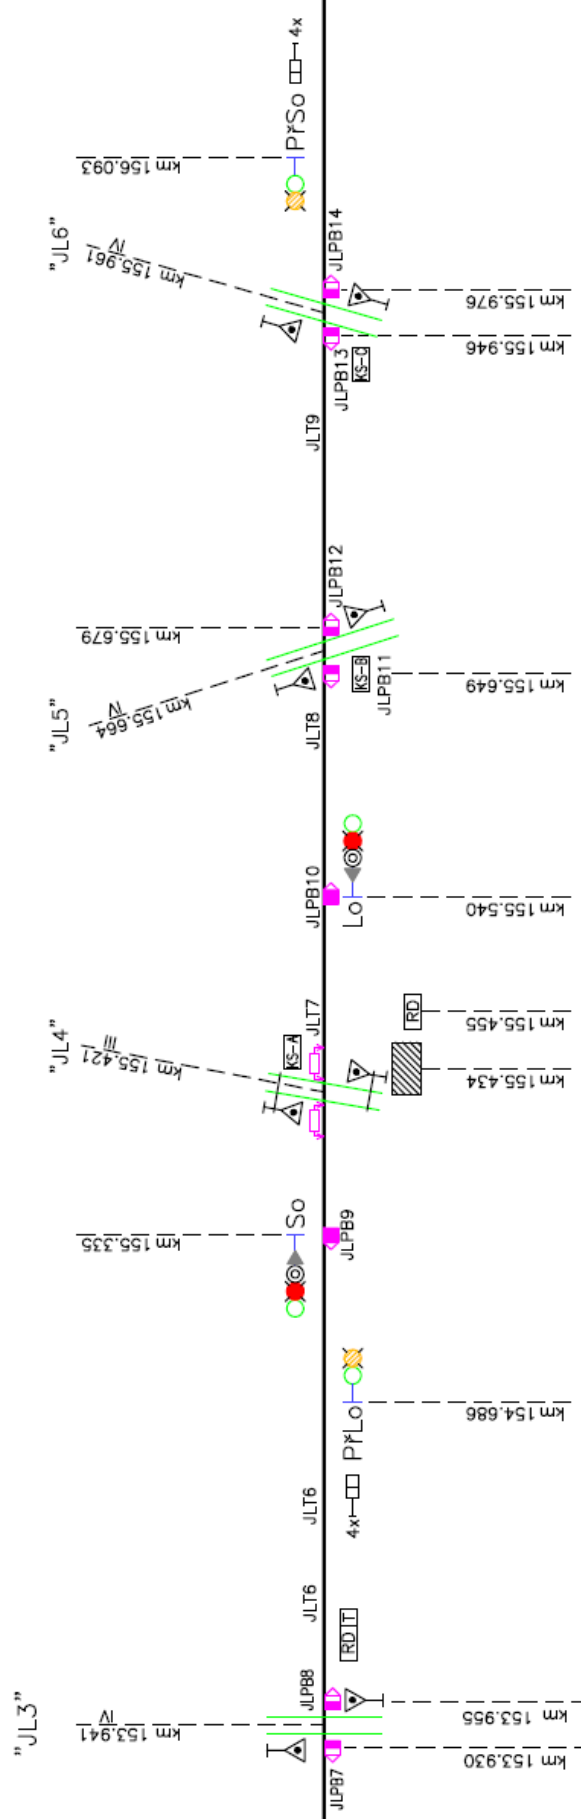 4x
PřSo
km 156.093
"JL6"
IV
km 155.961
JLPB14
km 155.976
km 155.946
JLPB13
KS-C
JLT9
JLPB12
km 155.679
KS-B
JLPB11
km 155.649
"JL5"
IV
km 155.664
JLT8
JLPB10
Lo
km 155.540
JLT7
RD
km 155.455
"JL4"
III
km 155.421
KS-A
km 155.434
So
km 155.335
JLPB9
PřLo
km 154.686
JLT6
4x
JLT6
RD T
JLPB8
km 153.955
"JL3"
IV
km 153.941
km 153.930
JLPB7